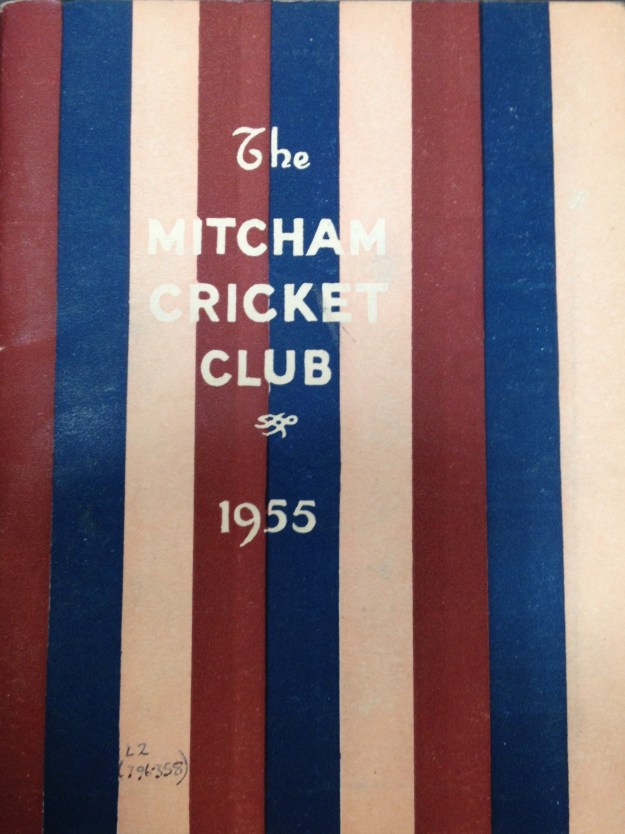 The
MITCHAM
CRICKET
CLUB
1955
L2
(796.358)